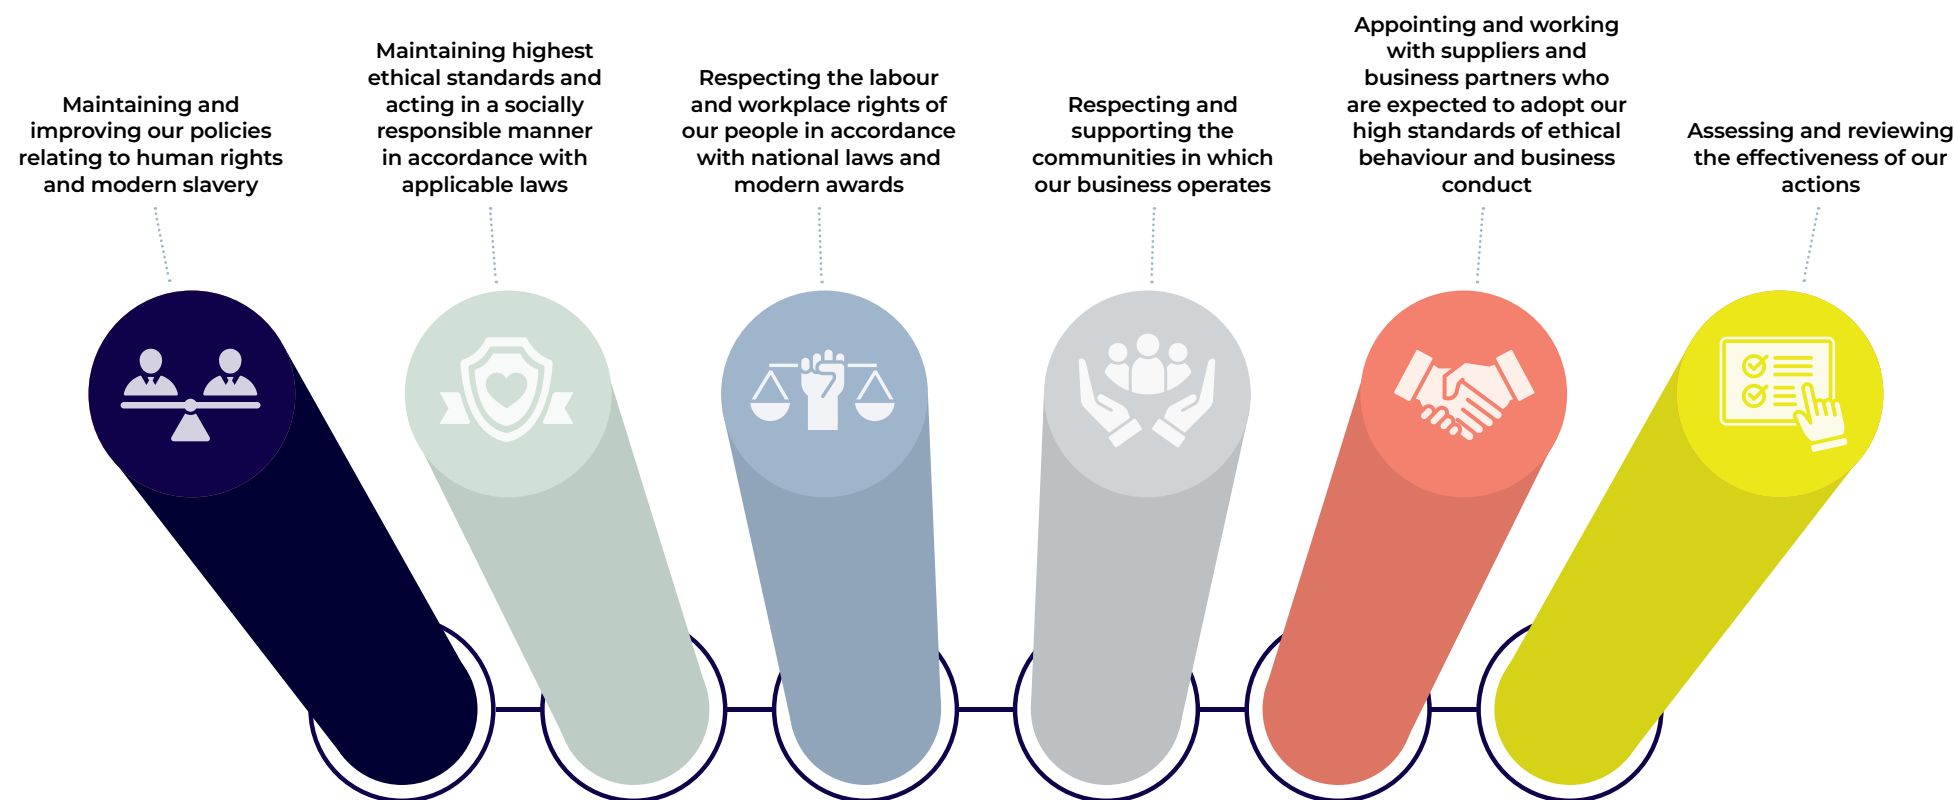 Maintaining and
improving our policies
relating to human rights
and modern slavery
Maintaining highest
ethical standards and
acting in a socially
responsible manner
in accordance with
applicable laws
Respecting the labour
and workplace rights of
our people in accordance
with national laws and
modern awards
Respecting and
supporting the
communities in which
our business operates
Appointing and working
with suppliers and
business partners who
are expected to adopt our
high standards of ethical
behaviour and business
conduct
Assessing and reviewing
the effectiveness of our
actions